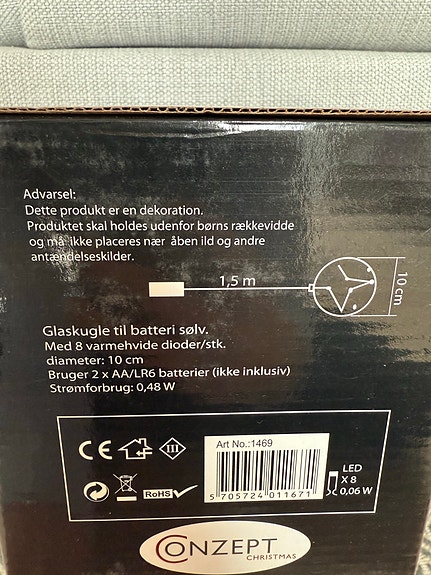 Advarsel:
Dette produkt er en dekoration.
Produktet skal holdes udenfor børns rækkevidde
og må ikke placeres nær åben ild og andre
antændelseskilder.
1,5 m
10 cm
Glaskugle til batteri sølv.
Med 8 varmehvide dioder/stk.
diameter: 10 cm
Bruger 2 x AA/LR6 batterier (ikke inklusiv)
Strømforbrug: 0,48 W
CE
III
Art No.:1469
5 705724 011671
LED
X 8
0,06 W
RoHS
CONZEPT
CHRISTMAS